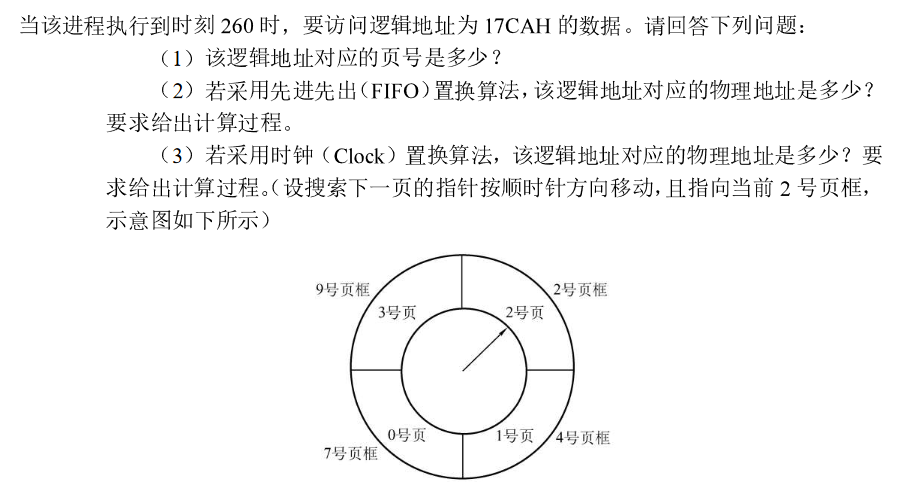 当该进程执行到时刻 260 时，要访问逻辑地址为 17CAH 的数据。请回答下列问题：
（1）该逻辑地址对应的页号是多少？
（2）若采用先进先出（FIFO）置换算法，该逻辑地址对应的物理地址是多少？
要求给出计算过程。
（3）若采用时钟（Clock）置换算法，该逻辑地址对应的物理地址是多少？要
求给出计算过程。（设搜索下一页的指针按顺时针方向移动，且指向当前 2 号页框，
示意图如下所示）
9号页框
2号页框
3号页
2号页
0号页
1号页
7号页框
4号页框